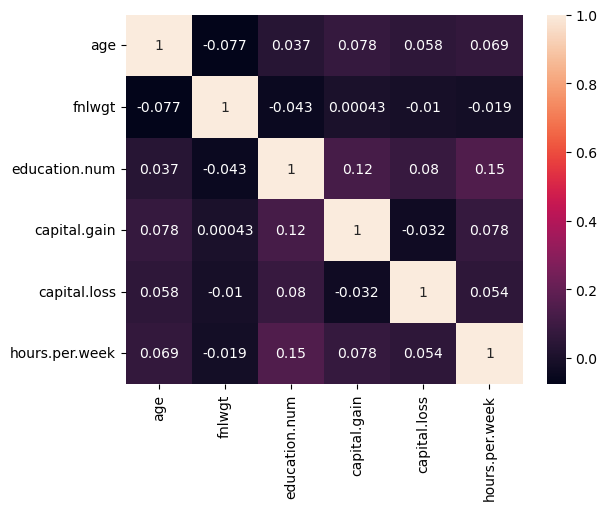 age 1 -0.077 0.037 0.078 0.058 0.069
fnlwgt -0.077 1 -0.043 0.00043 -0.01 -0.019
education.num 0.037 -0.043 1 0.12 0.08 0.15
capital.gain 0.078 0.00043 0.12 1 -0.032 0.078
capital.loss 0.058 -0.01 0.08 -0.032 1 0.054
hours.per.week 0.069 -0.019 0.15 0.078 0.054 1
age
fnlwgt
education.num
capital.gain
capital.loss
hours.per.week
1.0
0.8
0.6
0.4
0.2
0.0